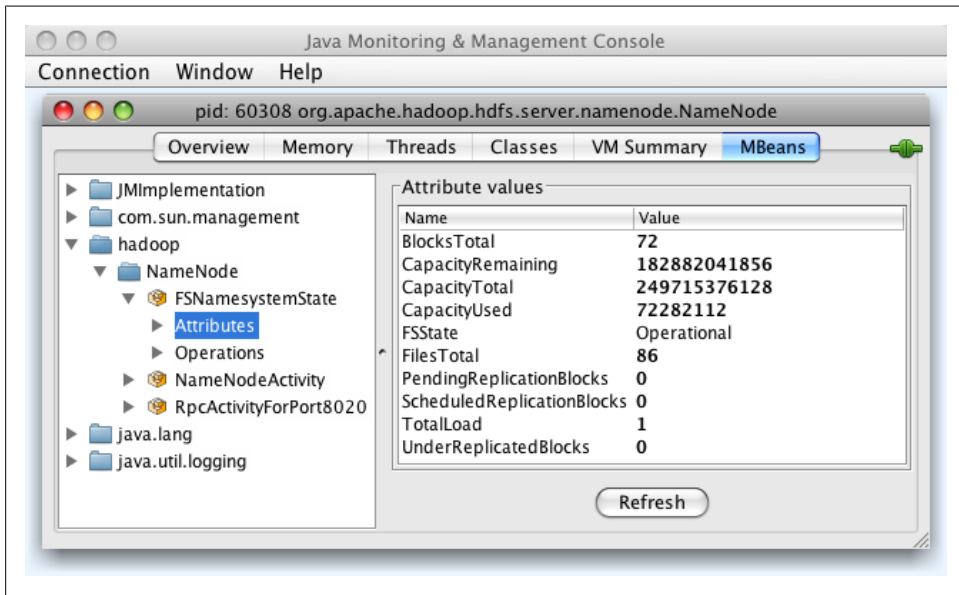 Java Monitoring & Management Console
Connection Window Help
pid: 60308 org.apache.hadoop.hdfs.server.namenode.NameNode
Overview Memory Threads Classes VM Summary MBeans
JMImplementation
com.sun.management
hadoop
NameNode
FSNamesystemState
Attributes
Operations
NameNodeActivity
RpcActivityForPort8020
java.lang
java.util.logging
Attribute values
Name Value
BlocksTotal 72
CapacityRemaining 182882041856
CapacityTotal 249715376128
CapacityUsed 72282112
FSState Operational
FilesTotal 86
PendingReplicationBlocks 0
ScheduledReplicationBlocks 0
TotalLoad 1
UnderReplicatedBlocks 0
Refresh